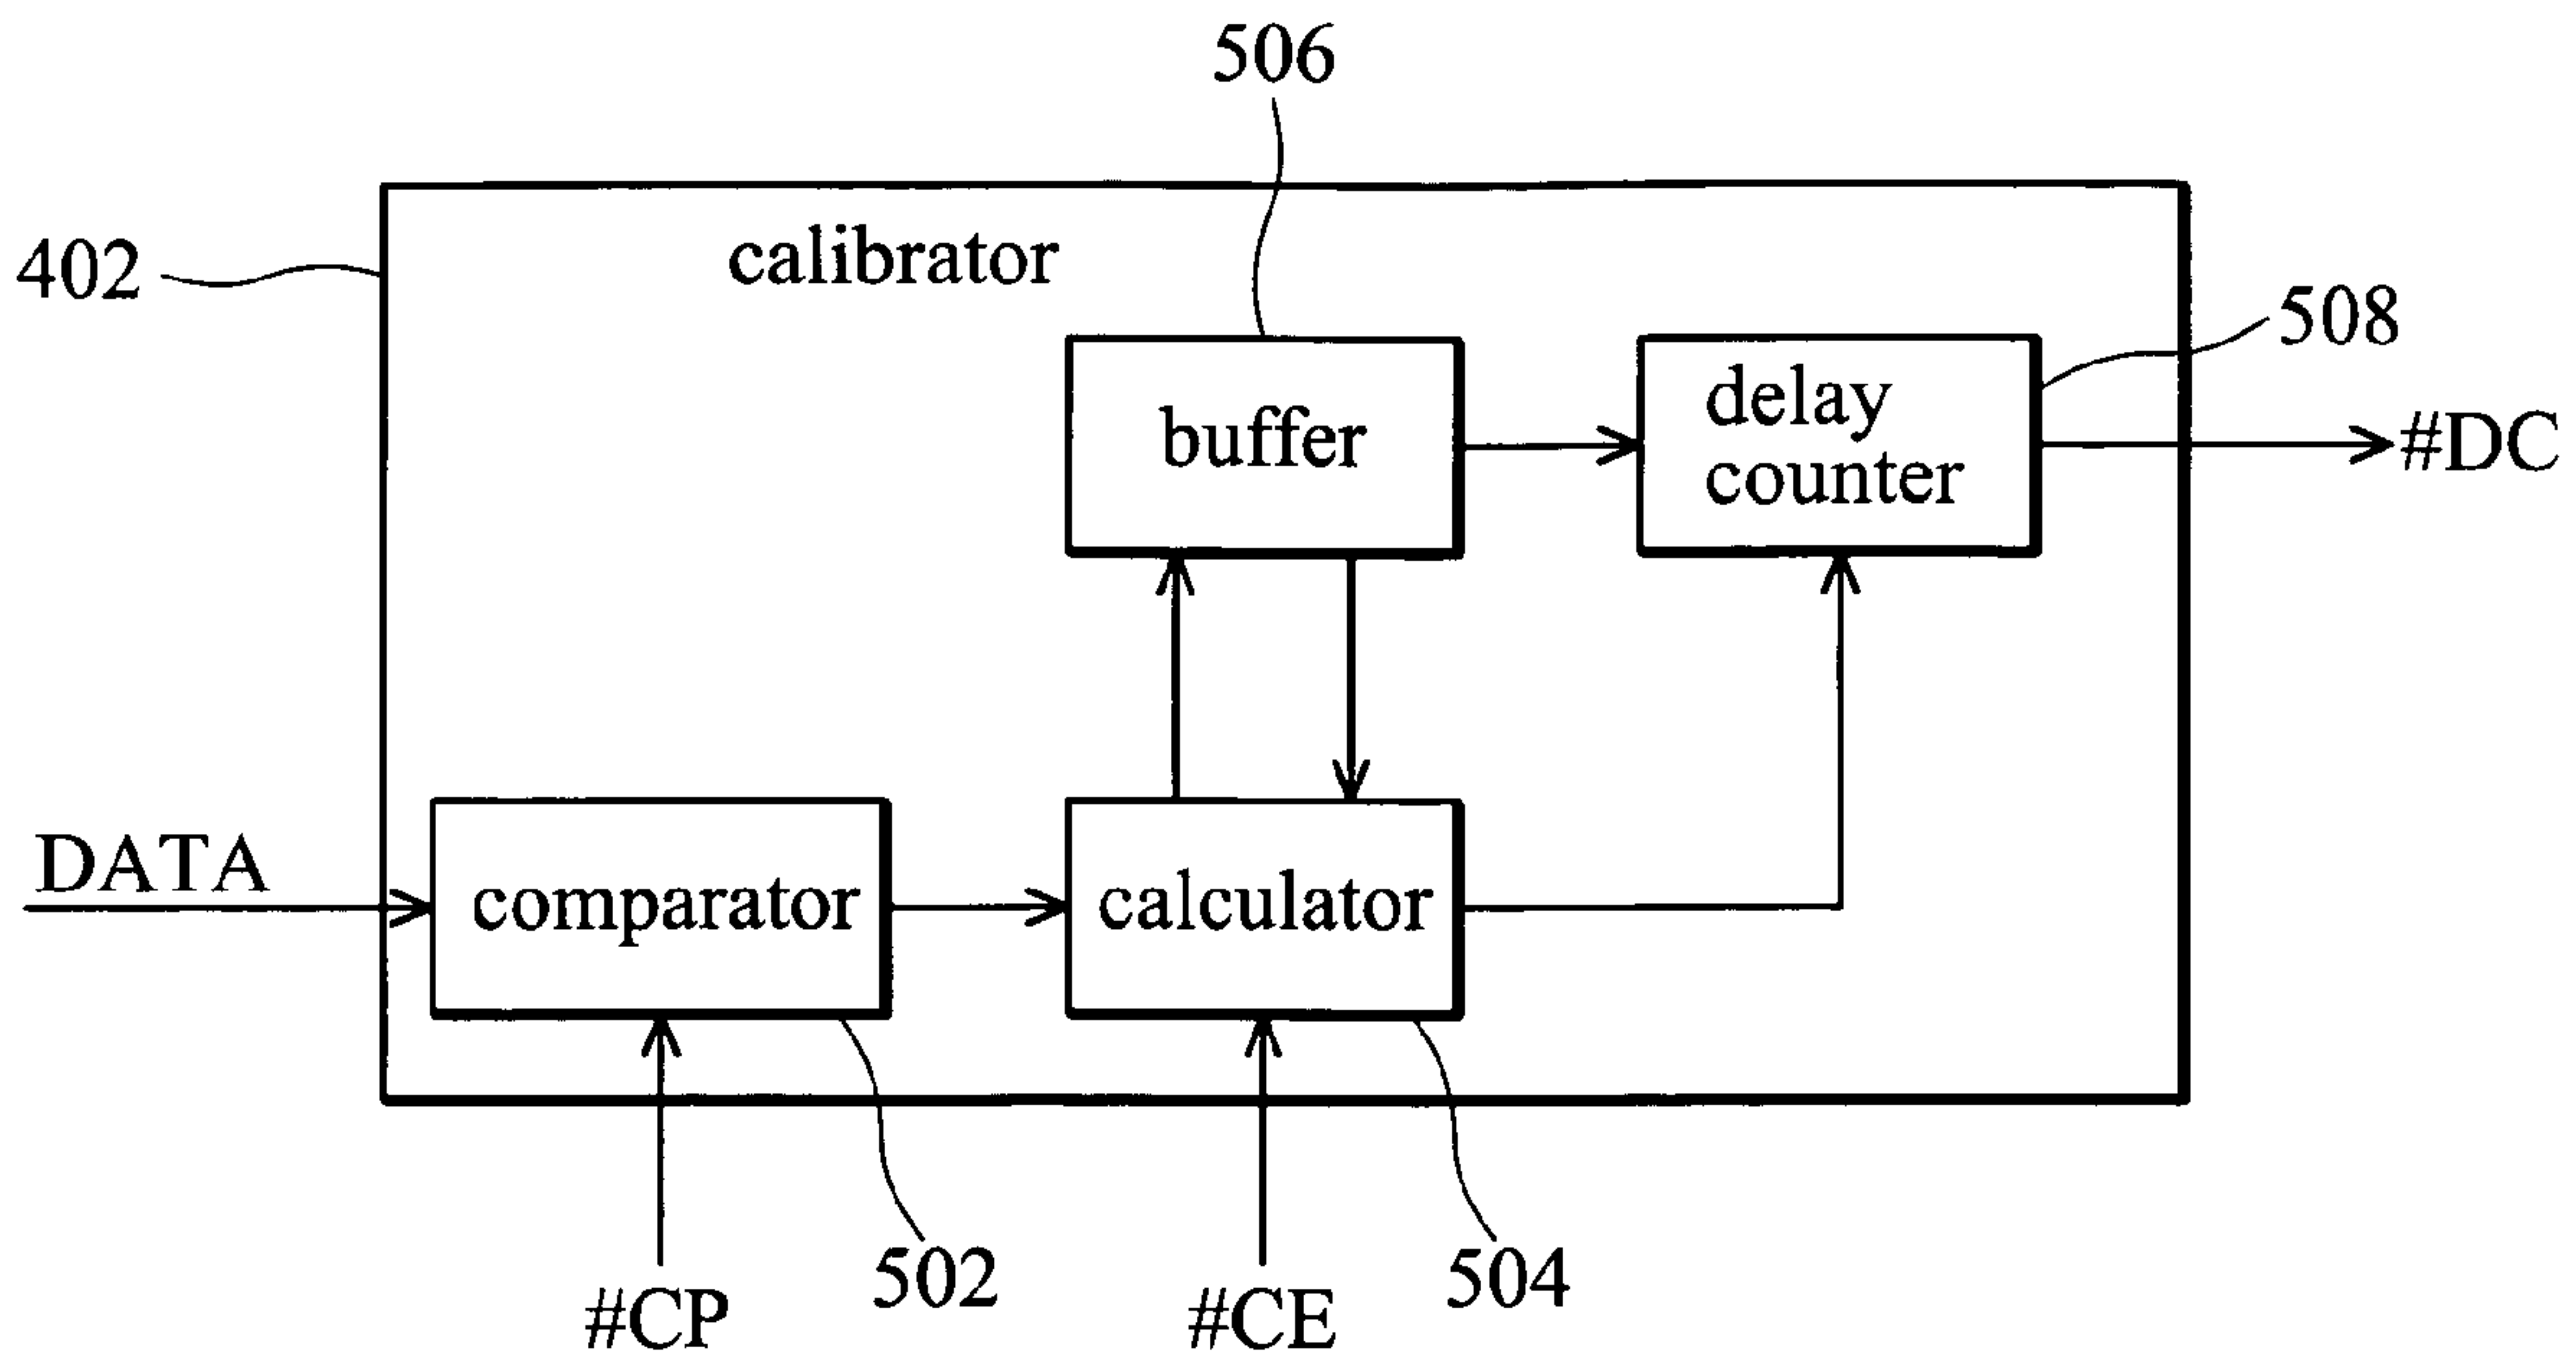 506
402
calibrator
508
buffer
delay
counter
#DC
DATA
comparator
calculator
502
504
#CP
#CE